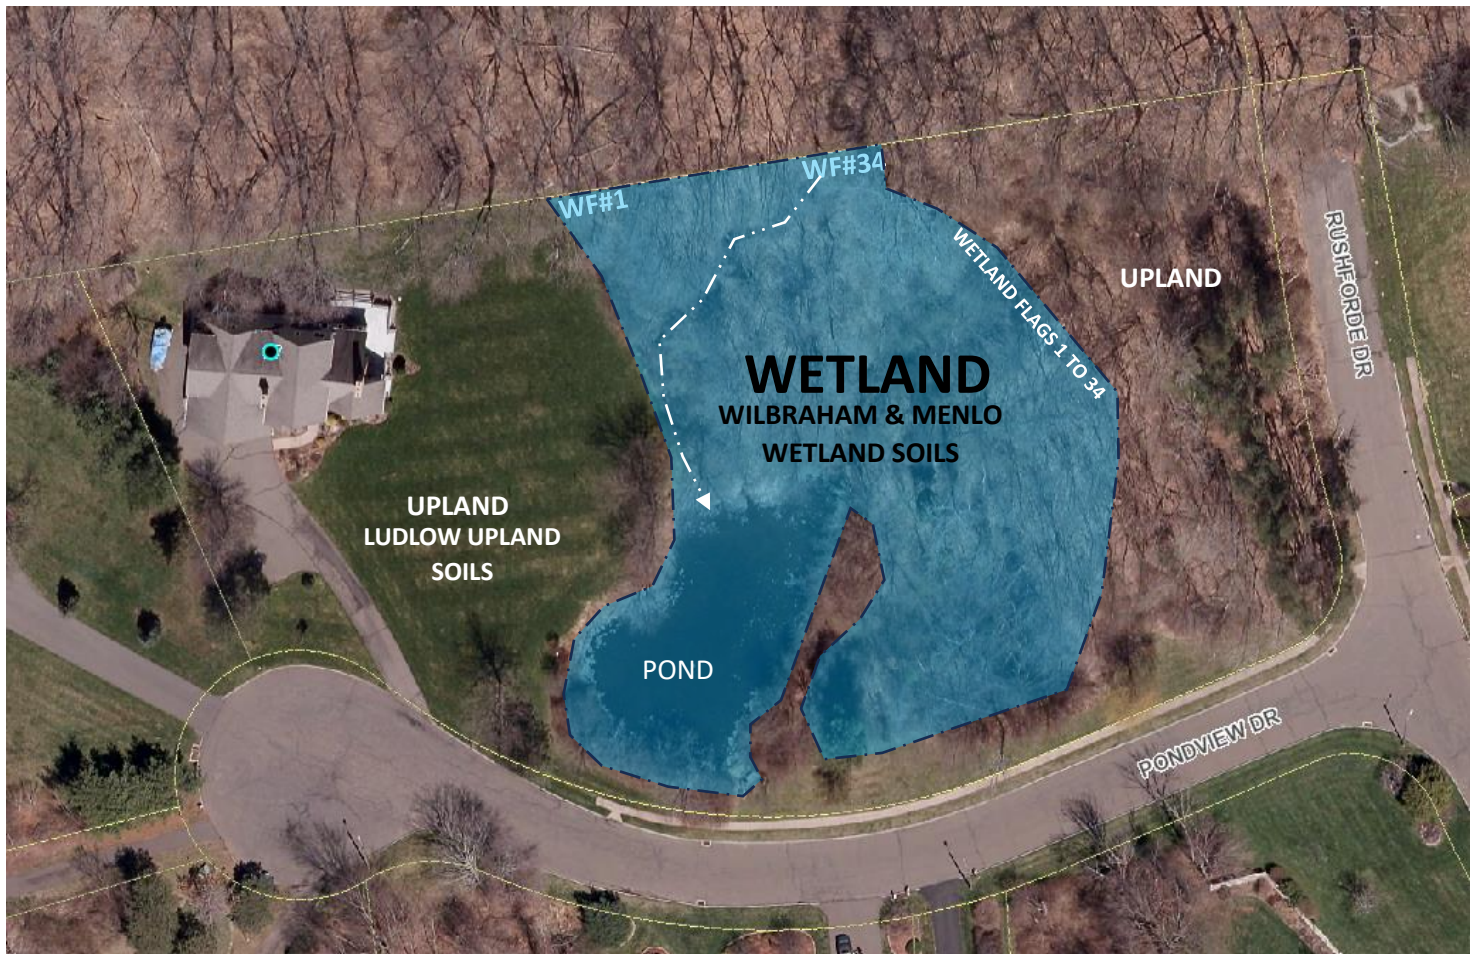 WF#34
WF#1
WETLAND FLAGS 1 TO 34
UPLAND
RUSHFORDE DR
WETLAND
WILBRAHAM & MENLO
WETLAND SOILS
UPLAND
LUDLOW UPLAND
SOILS
POND
PONDVIEW DR